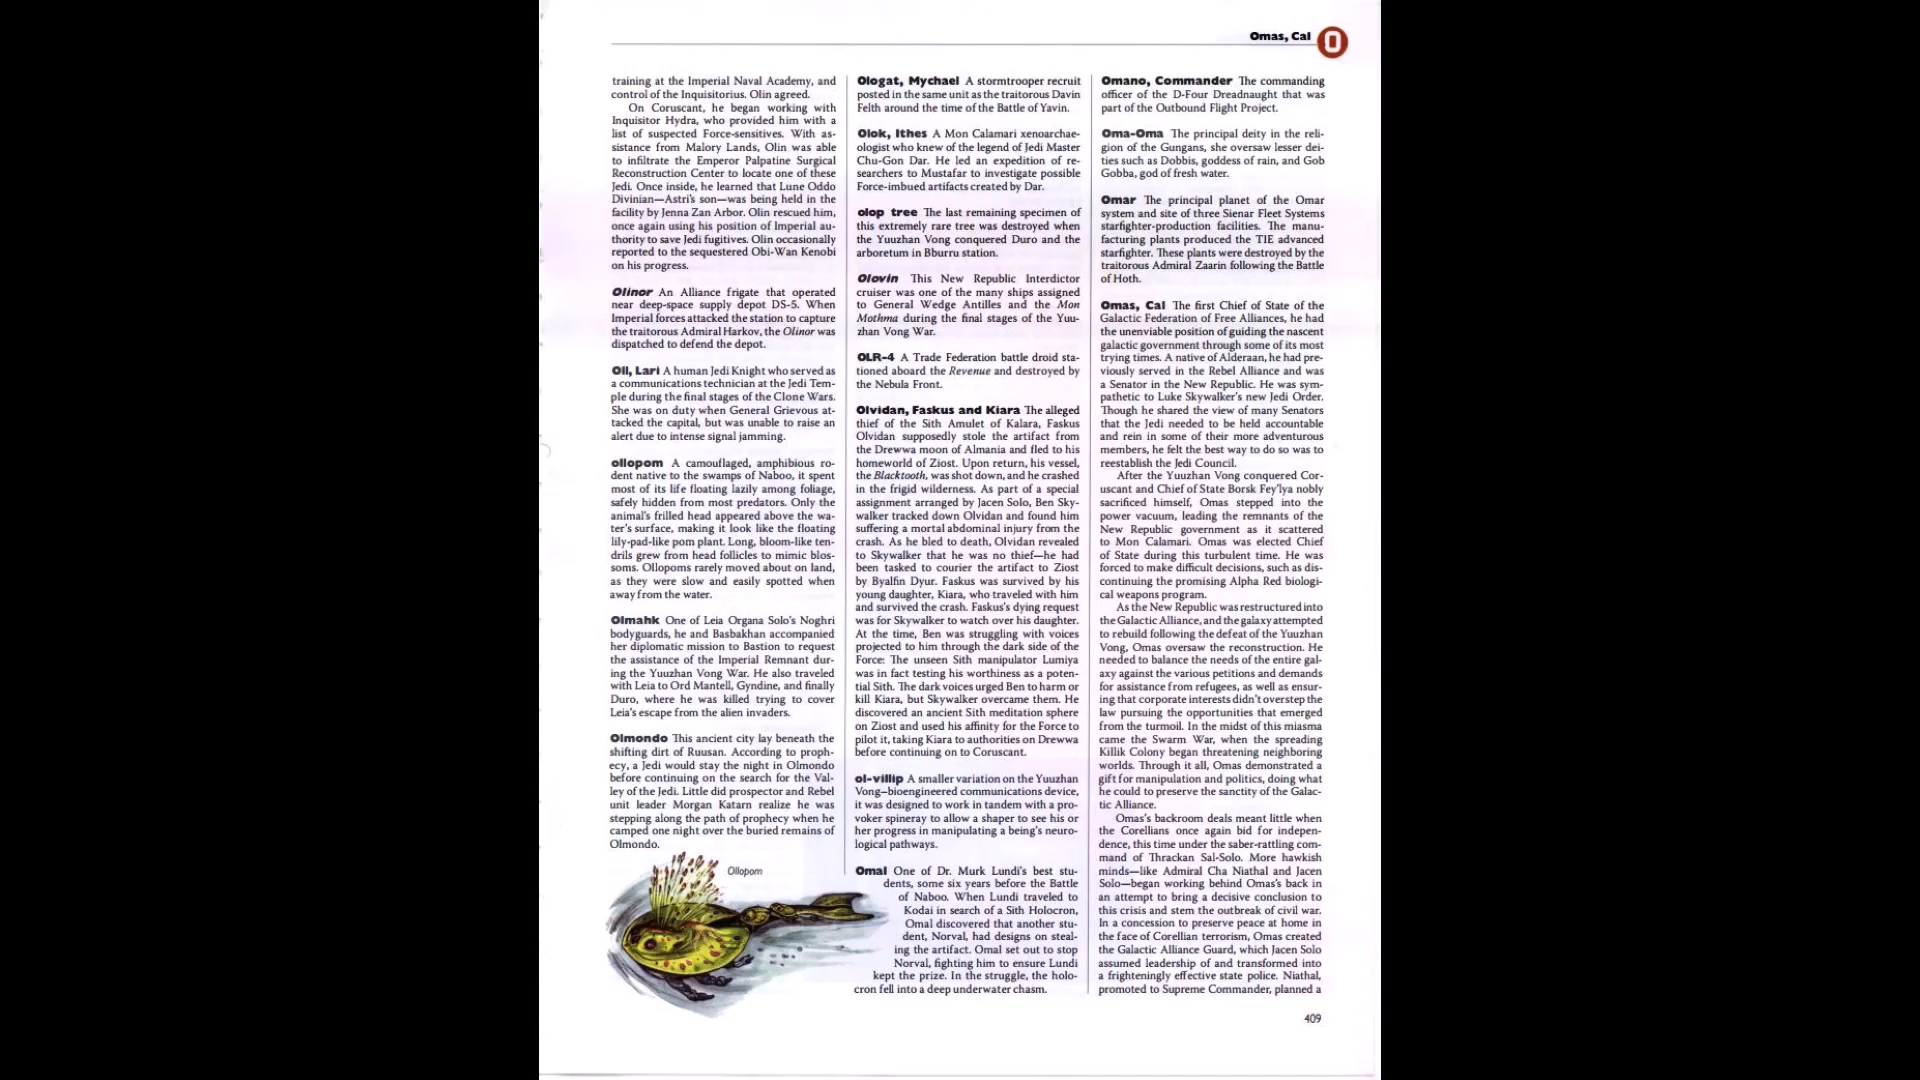 Omas, Cal
O
training at the Imperial Naval Academy, and
control of the Inquisitorius. Olin agreed.
On Coruscant, he began working with
Inquisitor Hydra, who provided him with a
list of suspected Force-sensitives. With as-
sistance from Malory Lands, Olin was able
to infiltrate the Emperor Palpatine Surgical
Reconstruction Center to locate one of these
Jedi. Once inside, he learned that Lune Oddo
Divinian—Astri's son—was being held in the
facility by Jenna Zan Arbor. Olin rescued him,
once again using his position of Imperial au-
thority to save Jedi fugitives. Olin occasionally
reported to the sequestered Obi-Wan Kenobi
on his progress.
Olinor An Alliance frigate that operated
near deep-space supply depot DS-5. When
Imperial forces attacked the station to capture
the traitorous Admiral Harkov, the Olinor was
dispatched to defend the depot.
Oll, Lari A human Jedi Knight who served as
a communications technician at the Jedi Tem-
ple during the final stages of the Clone Wars.
She was on duty when General Grievous at-
tacked the capital, but was unable to raise an
alert due to intense signal jamming.
ollopom A camouflaged, amphibious ro-
dent native to the swamps of Naboo, it spent
most of its life floating lazily among foliage,
safely hidden from most predators. Only the
animal's frilled head appeared above the wa-
ter's surface, making it look like the floating
lily-pad-like pom plant. Long, bloom-like ten-
drils grew from head follicles to mimic blos-
soms. Ollopoms rarely moved about on land,
as they were slow and easily spotted when
away from the water.
Olmahk One of Leia Organa Solo's Noghri
bodyguards, he and Basbakhan accompanied
her diplomatic mission to Bastion to request
the assistance of the Imperial Remnant dur-
ing the Yuuzhan Vong War. He also traveled
with Leia to Ord Mantell, Gyndine, and finally
Duro, where he was killed trying to cover
Leia's escape from the alien invaders.
Olmondo This ancient city lay beneath the
shifting dirt of Ruusan. According to proph-
ecy, a Jedi would stay the night in Olmondo
before continuing on the search for the Val-
ley of the Jedi. Little did prospector and Rebel
unit leader Morgan Katarn realize he was
stepping along the path of prophecy when he
camped one night over the buried remains of
Olmondo.
Ollopom
Ologat, Mychael A stormtrooper recruit
posted in the same unit as the traitorous Davin
Felth around the time of the Battle of Yavin.
Olok, Ithes A Mon Calamari xenoarchae-
ologist who knew of the legend of Jedi Master
Chu-Gon Dar. He led an expedition of re-
searchers to Mustafar to investigate possible
Force-imbued artifacts created by Dar.
olop tree The last remaining specimen of
this extremely rare tree was destroyed when
the Yuuzhan Vong conquered Duro and the
arboretum in Bburru station.
Olovin This New Republic Interdictor
cruiser was one of the many ships assigned
to General Wedge Antilles and the Mon
Mothma during the final stages of the Yuu-
zhan Vong War.
OLR-4 A Trade Federation battle droid sta-
tioned aboard the Revenue and destroyed by
the Nebula Front.
Olvidan, Faskus and Kiara The alleged
thief of the Sith Amulet of Kalara, Faskus
Olvidan supposedly stole the artifact from
the Drewwa moon of Almania and fled to his
homeworld of Ziost. Upon return, his vessel,
the Blacktooth, was shot down, and he crashed
in the frigid wilderness. As part of a special
assignment arranged by Jacen Solo, Ben Sky-
walker tracked down Olvidan and found him
suffering a mortal abdominal injury from the
crash. As he bled to death, Olvidan revealed
to Skywalker that he was no thief—he had
been tasked to courier the artifact to Ziost
by Byalfin Dyur. Faskus was survived by his
young daughter, Kiara, who traveled with him
and survived the crash. Faskus's dying request
was for Skywalker to watch over his daughter.
At the time, Ben was struggling with voices
projected to him through the dark side of the
Force: The unseen Sith manipulator Lumiya
was in fact testing his worthiness as a poten-
tial Sith. The dark voices urged Ben to harm or
kill Kiara, but Skywalker overcame them. He
discovered an ancient Sith meditation sphere
on Ziost and used his affinity for the Force to
pilot it, taking Kiara to authorities on Drewwa
before continuing on to Coruscant.
ol-villip A smaller variation on the Yuuzhan
Vong–bioengineered communications device,
it was designed to work in tandem with a pro-
voker spineray to allow a shaper to see his or
her progress in manipulating a being's neuro-
logical pathways.
Omal One of Dr. Murk Lundi's best stu-
dents, some six years before the Battle
of Naboo. When Lundi traveled to
Kodai in search of a Sith Holocron,
Omal discovered that another stu-
dent, Norval, had designs on steal-
ing the artifact. Omal set out to stop
Norval, fighting him to ensure Lundi
kept the prize. In the struggle, the holo-
cron fell into a deep underwater chasm.
Omano, Commander The commanding
officer of the D-Four Dreadnaught that was
part of the Outbound Flight Project.
Oma-Oma The principal deity in the reli-
gion of the Gungans, she oversaw lesser dei-
ties such as Dobbis, goddess of rain, and Gob
Gobba, god of fresh water.
Omar The principal planet of the Omar
system and site of three Sienar Fleet Systems
starfighter-production facilities. The manu-
facturing plants produced the TIE advanced
starfighter. These plants were destroyed by the
traitorous Admiral Zaarin following the Battle
of Hoth.
Omas, Cal The first Chief of State of the
Galactic Federation of Free Alliances, he had
the unenviable position of guiding the nascent
galactic government through some of its most
trying times. A native of Alderaan, he had pre-
viously served in the Rebel Alliance and was
a Senator in the New Republic. He was sym-
pathetic to Luke Skywalker's new Jedi Order.
Though he shared the view of many Senators
that the Jedi needed to be held accountable
and rein in some of their more adventurous
members, he felt the best way to do so was to
reestablish the Jedi Council.
After the Yuuzhan Vong conquered Cor-
uscant and Chief of State Borsk Fey'lya nobly
sacrificed himself, Omas stepped into the
power vacuum, leading the remnants of the
New Republic government as it scattered
to Mon Calamari. Omas was elected Chief
of State during this turbulent time. He was
forced to make difficult decisions, such as dis-
continuing the promising Alpha Red biologi-
cal weapons program.
As the New Republic was restructured into
the Galactic Alliance, and the galaxy attempted
to rebuild following the defeat of the Yuuzhan
Vong, Omas oversaw the reconstruction. He
needed to balance the needs of the entire gal-
axy against the various petitions and demands
for assistance from refugees, as well as ensur-
ing that corporate interests didn't overstep the
law pursuing the opportunities that emerged
from the turmoil. In the midst of this miasma
came the Swarm War, when the spreading
Killik Colony began threatening neighboring
worlds. Through it all, Omas demonstrated a
gift for manipulation and politics, doing what
he could to preserve the sanctity of the Galac-
tic Alliance.
Omas's backroom deals meant little when
the Corellians once again bid for indepen-
dence, this time under the saber-rattling com-
mand of Thrackan Sal-Solo. More hawkish
minds—like Admiral Cha Niathal and Jacen
Solo—began working behind Omas's back in
an attempt to bring a decisive conclusion to
this crisis and stem the outbreak of civil war.
In a concession to preserve peace at home in
the face of Corellian terrorism, Omas created
the Galactic Alliance Guard, which Jacen Solo
assumed leadership of and transformed into
a frighteningly effective state police. Niathal,
promoted to Supreme Commander, planned a
409